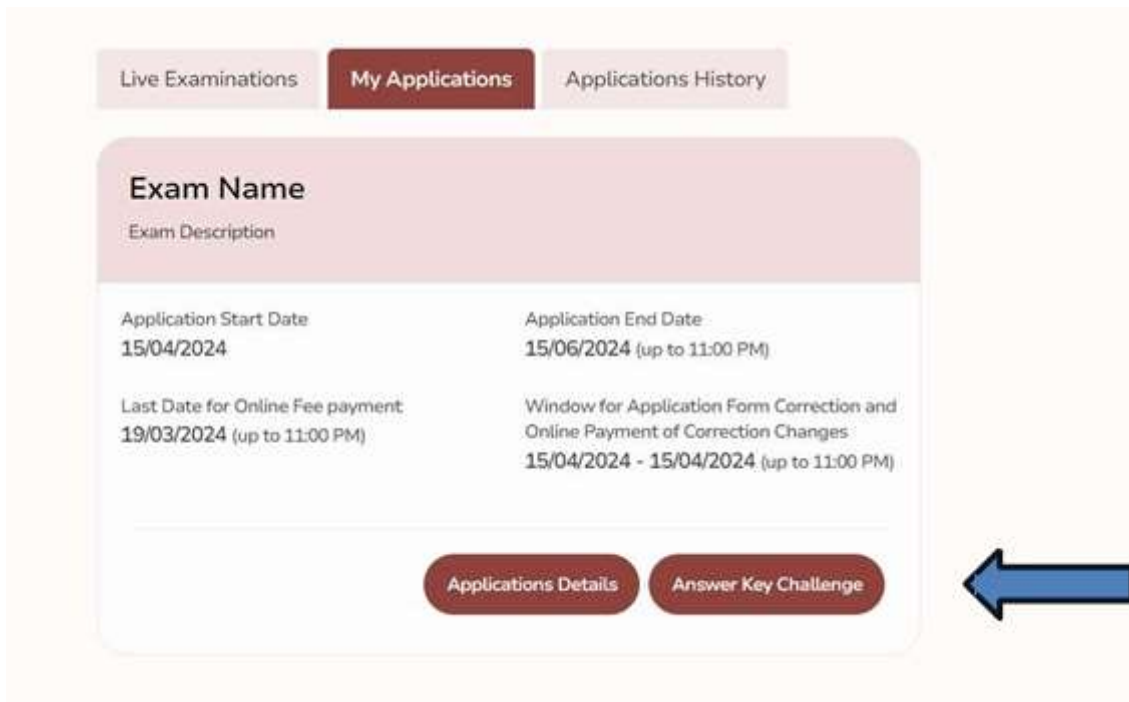 Live Examinations
My Applications
Applications History
Exam Name
Exam Description
Application Start Date
15/04/2024
Application End Date
15/06/2024 (up to 11:00 PM)
Last Date for Online Fee payment
19/03/2024 (up to 11:00 PM)
Window for Application Form Correction and
Online Payment of Correction Changes
15/04/2024 - 15/04/2024 (up to 11:00 PM)
Applications Details
Answer Key Challenge